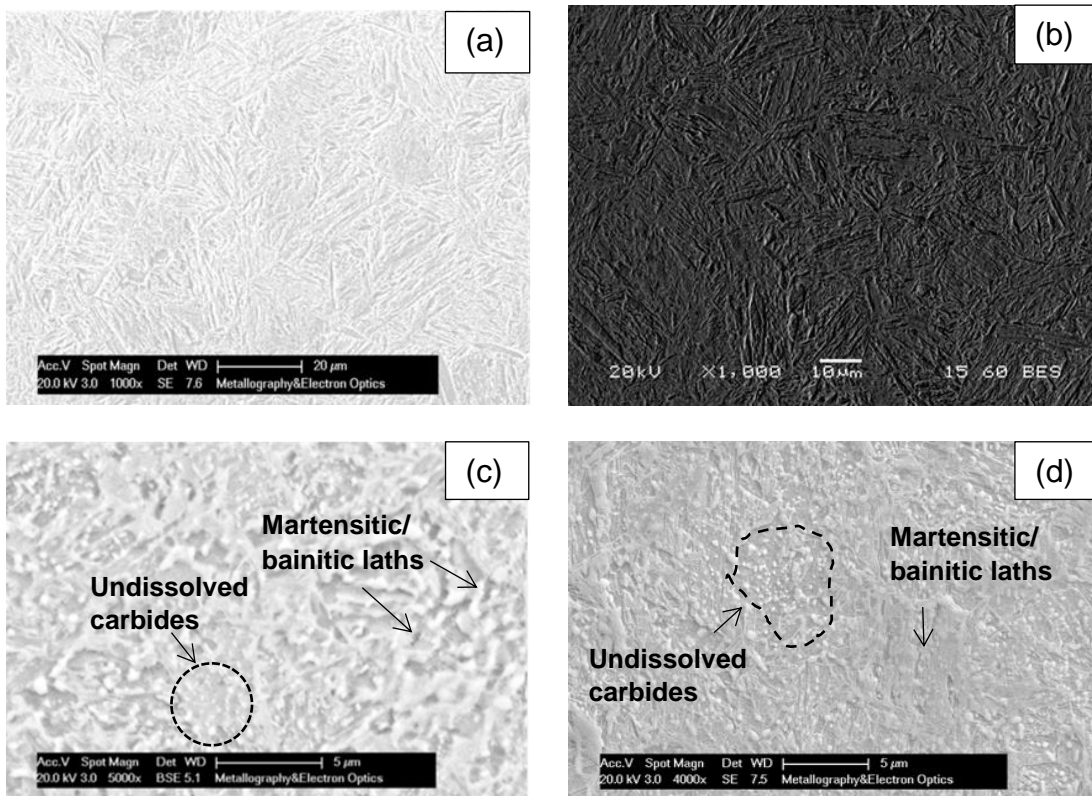 (a)
Acc.V Spot Magn Det WD 20 µm
20.0 kV 3.0 1000x SE 7.6 Metallography&Electron Optics
(b)
20kV X1,000 10µm 15 60 BES
(c)
Martensitic/
bainitic laths
Undissolved
carbides
Acc.V Spot Magn Det WD 5 µm
20.0 kV 3.0 5000x BSE 5.1 Metallography&Electron Optics
(d)
Martensitic/
bainitic laths
Undissolved
carbides
Acc.V Spot Magn Det WD 5 µm
20.0 kV 3.0 4000x SE 7.5 Metallography&Electron Optics